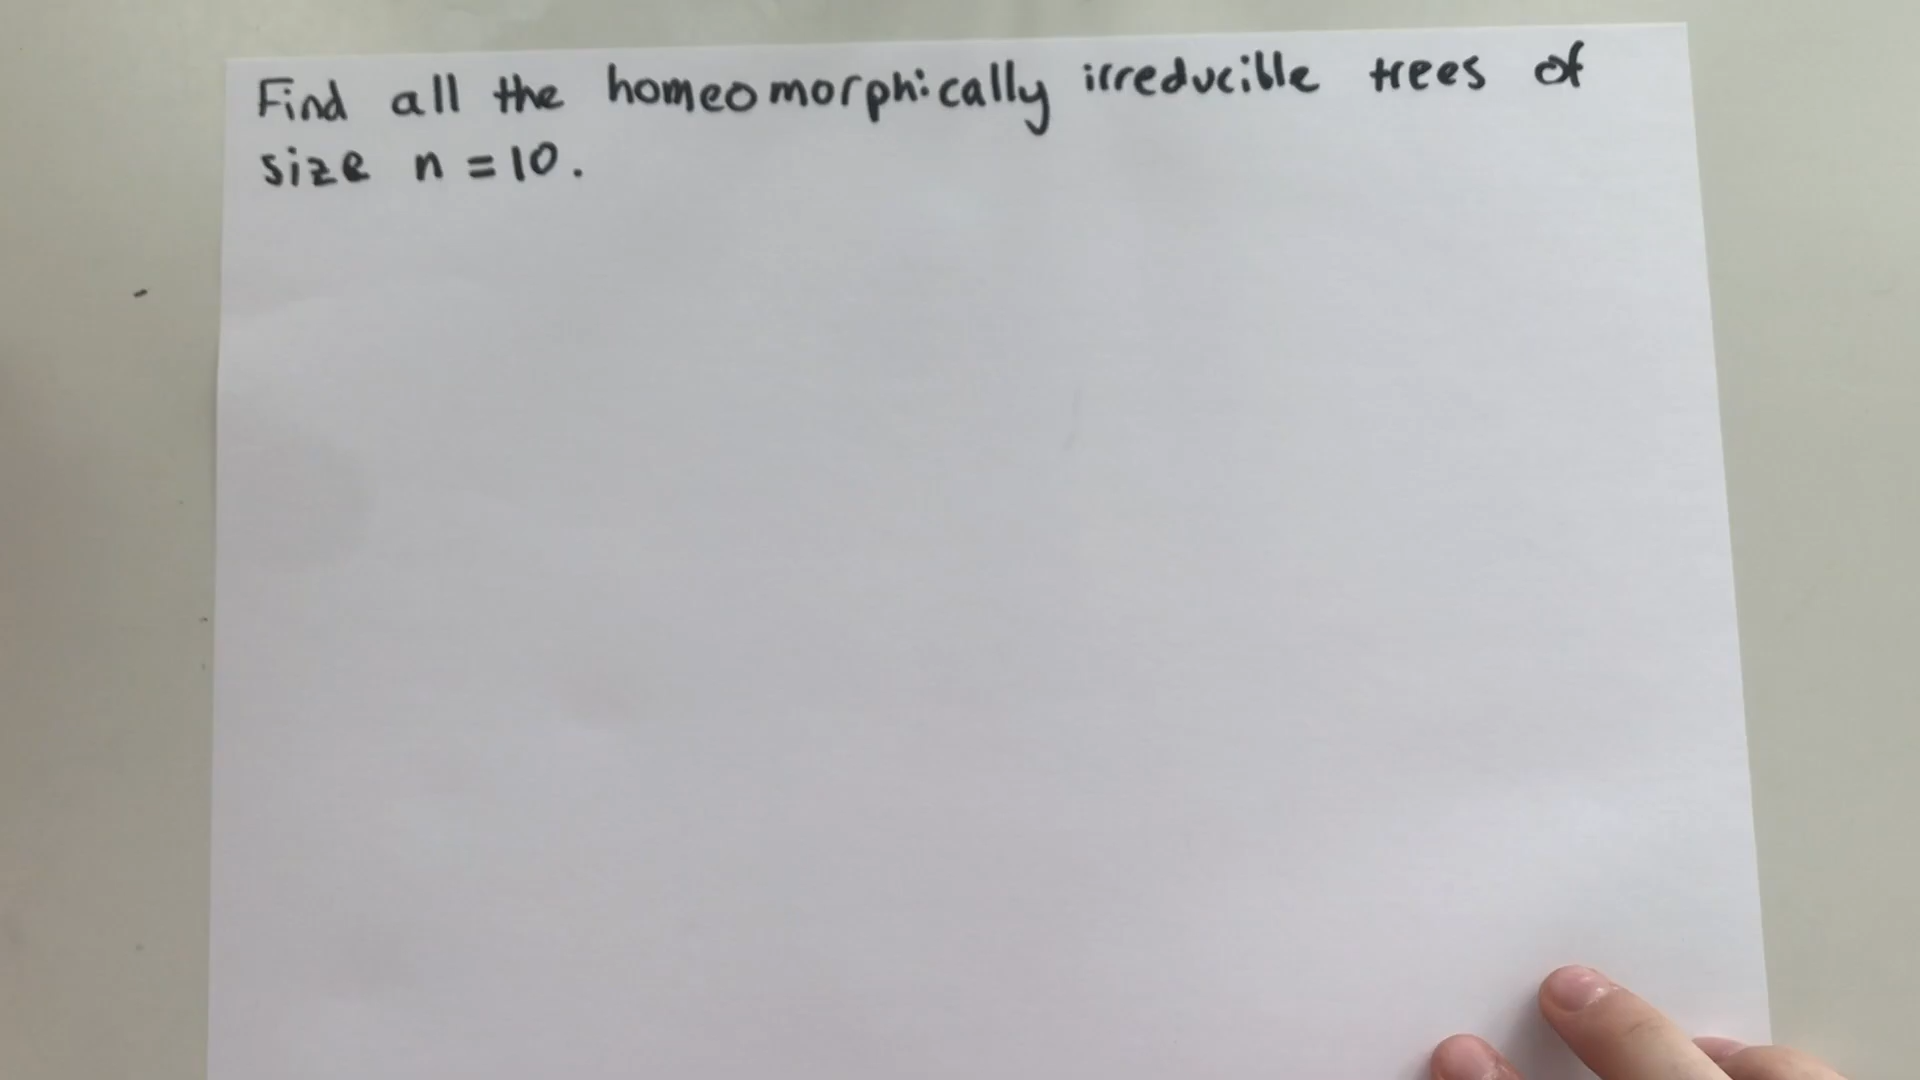 Find all the homeomorphically irreducible trees of
size n = 10.